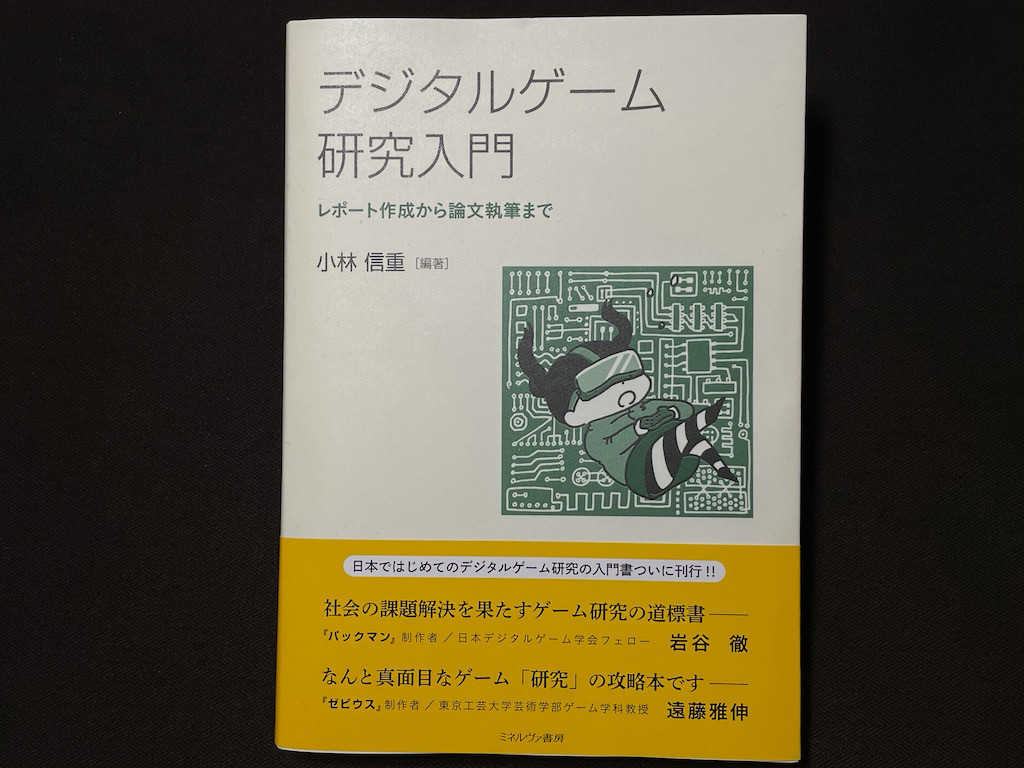 デジタルゲーム
研究入門
レポート作成から論文執筆まで
小林 信重［編著］
日本ではじめてのデジタルゲーム研究の入門書ついに刊行!!
社会の課題解決を果たすゲーム研究の道標書――
『パックマン』制作者／日本デジタルゲーム学会フェロー 岩谷 徹
なんと真面目なゲーム「研究」の攻略本です――
『ゼビウス』制作者／東京工芸大学芸術学部ゲーム学科教授 遠藤雅伸
ミネルヴァ書房